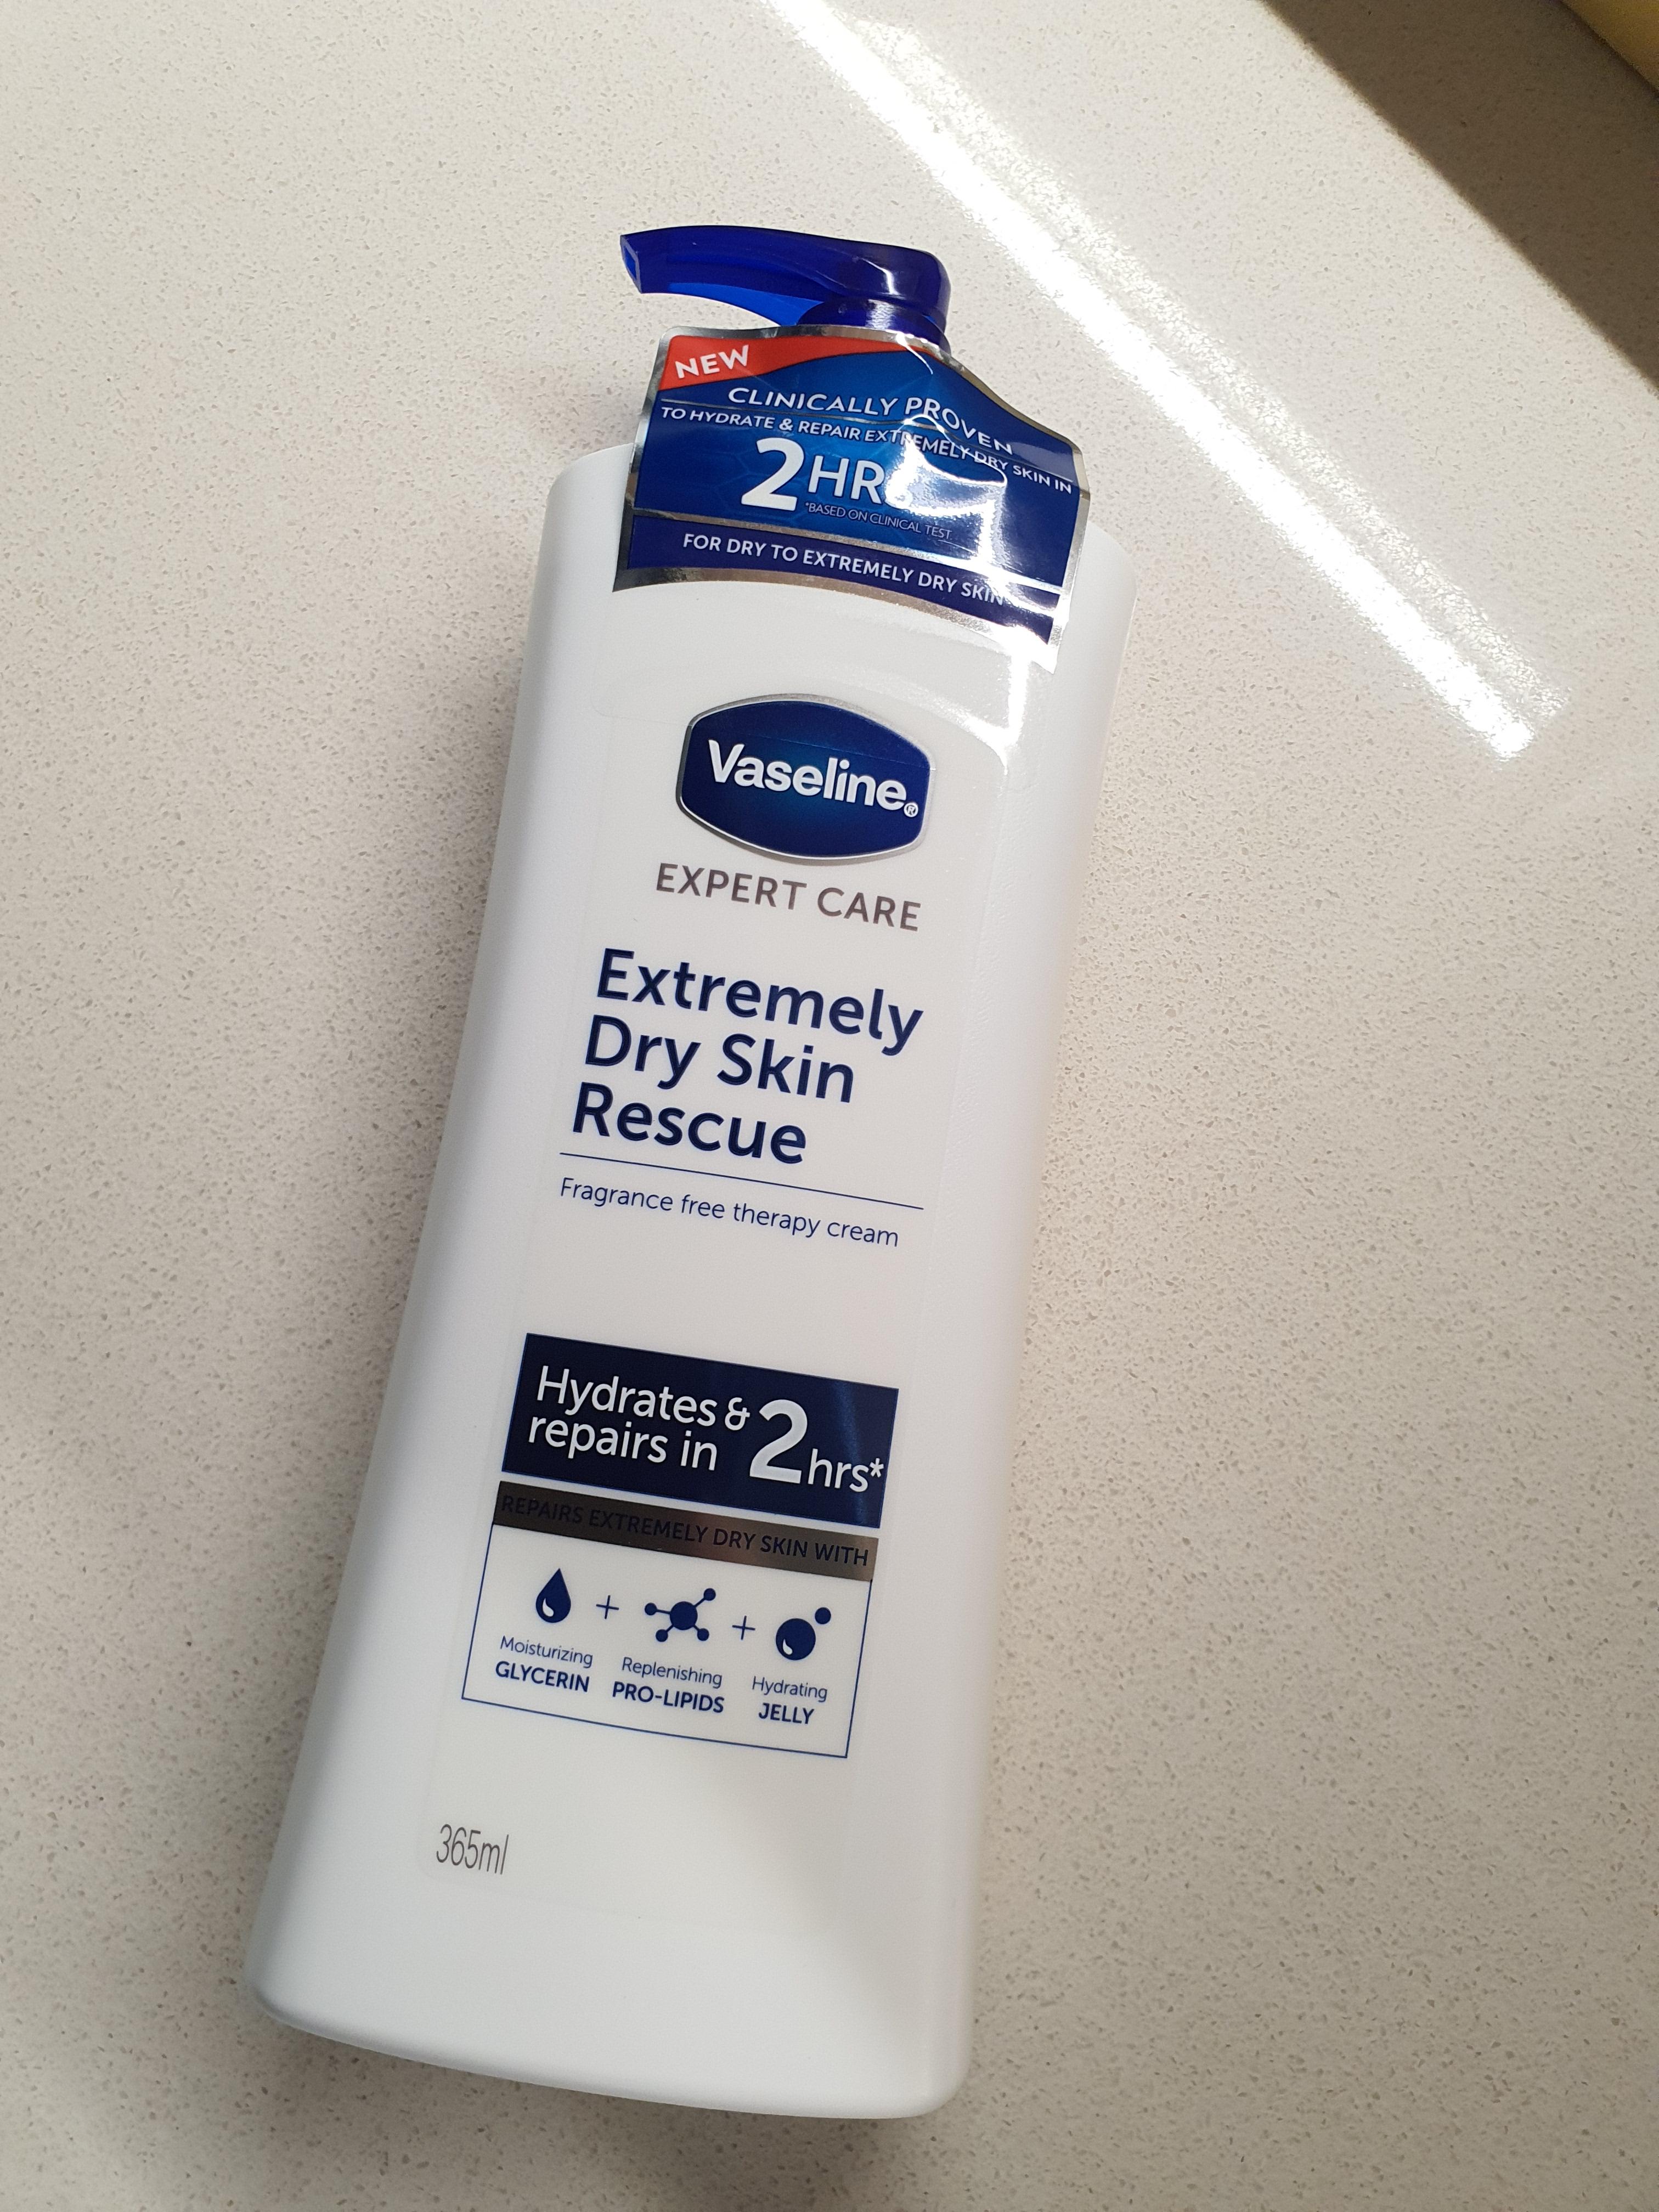 NEW
CLINICALLY PROVEN
TO HYDRATE & REPAIR EXTREMELY DRY SKIN IN
2HRS
*BASED ON CLINICAL TEST
FOR DRY TO EXTREMELY DRY SKIN
Vaseline®
EXPERT CARE
Extremely
Dry Skin
Rescue
Fragrance free therapy cream
Hydrates &
repairs in 2hrs*
REPAIRS EXTREMELY DRY SKIN WITH
+ +
Moisturizing
GLYCERIN
Replenishing
PRO-LIPIDS
Hydrating
JELLY
365ml